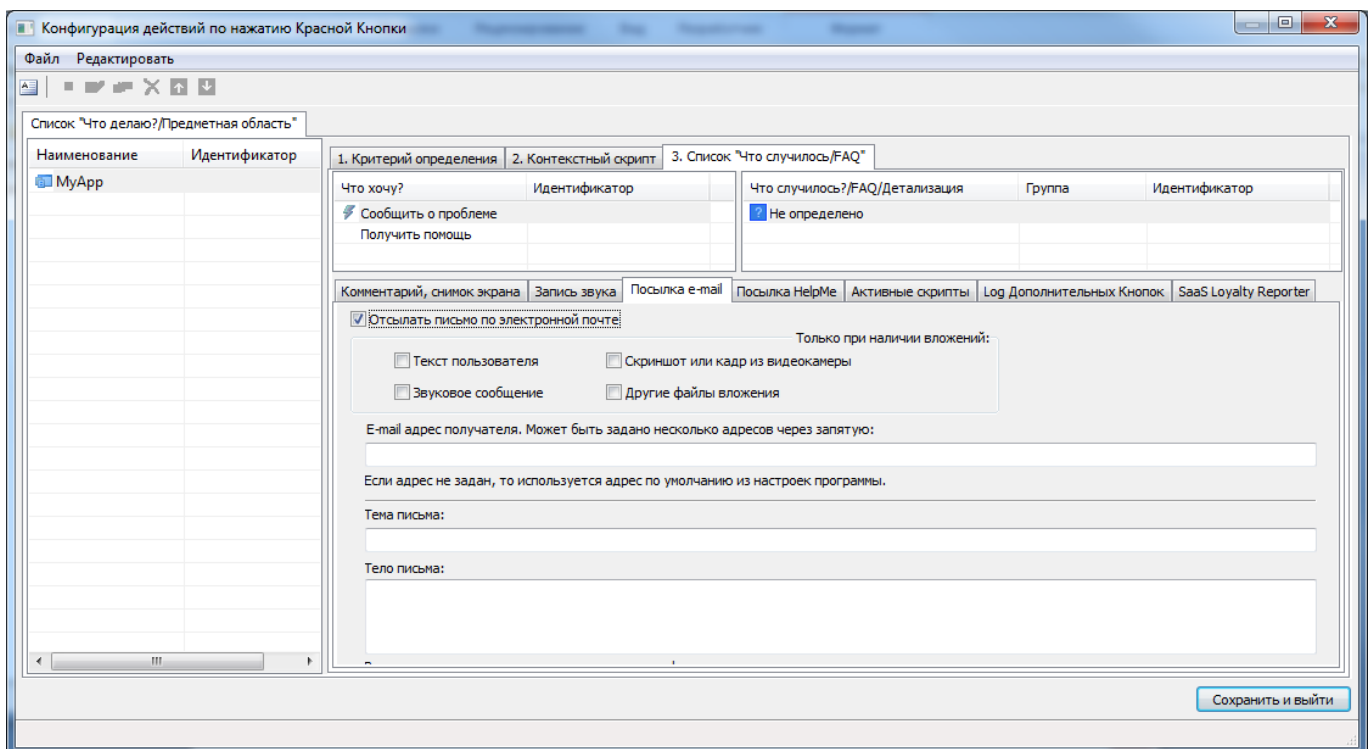 Конфигурация действий по нажатию Красной Кнопки
Файл Редактировать
Список "Что делаю?/Предметная область"
Наименование Идентификатор
MyApp
1. Критерий определения 2. Контекстный скрипт 3. Список "Что случилось/FAQ"
Что хочу? Идентификатор
Сообщить о проблеме
Получить помощь
Что случилось?/FAQ/Детализация Группа Идентификатор
Не определено
Комментарий, снимок экрана Запись звука Посылка e-mail Посылка HelpMe Активные скрипты Log Дополнительных Кнопок SaaS Loyalty Reporter
Отсылать письмо по электронной почте
Только при наличии вложений:
Текст пользователя Скриншот или кадр из видеокамеры
Звуковое сообщение Другие файлы вложения
E-mail адрес получателя. Может быть задано несколько адресов через запятую:
Если адрес не задан, то используется адрес по умолчанию из настроек программы.
Тема письма:
Тело письма:
Сохранить и выйти